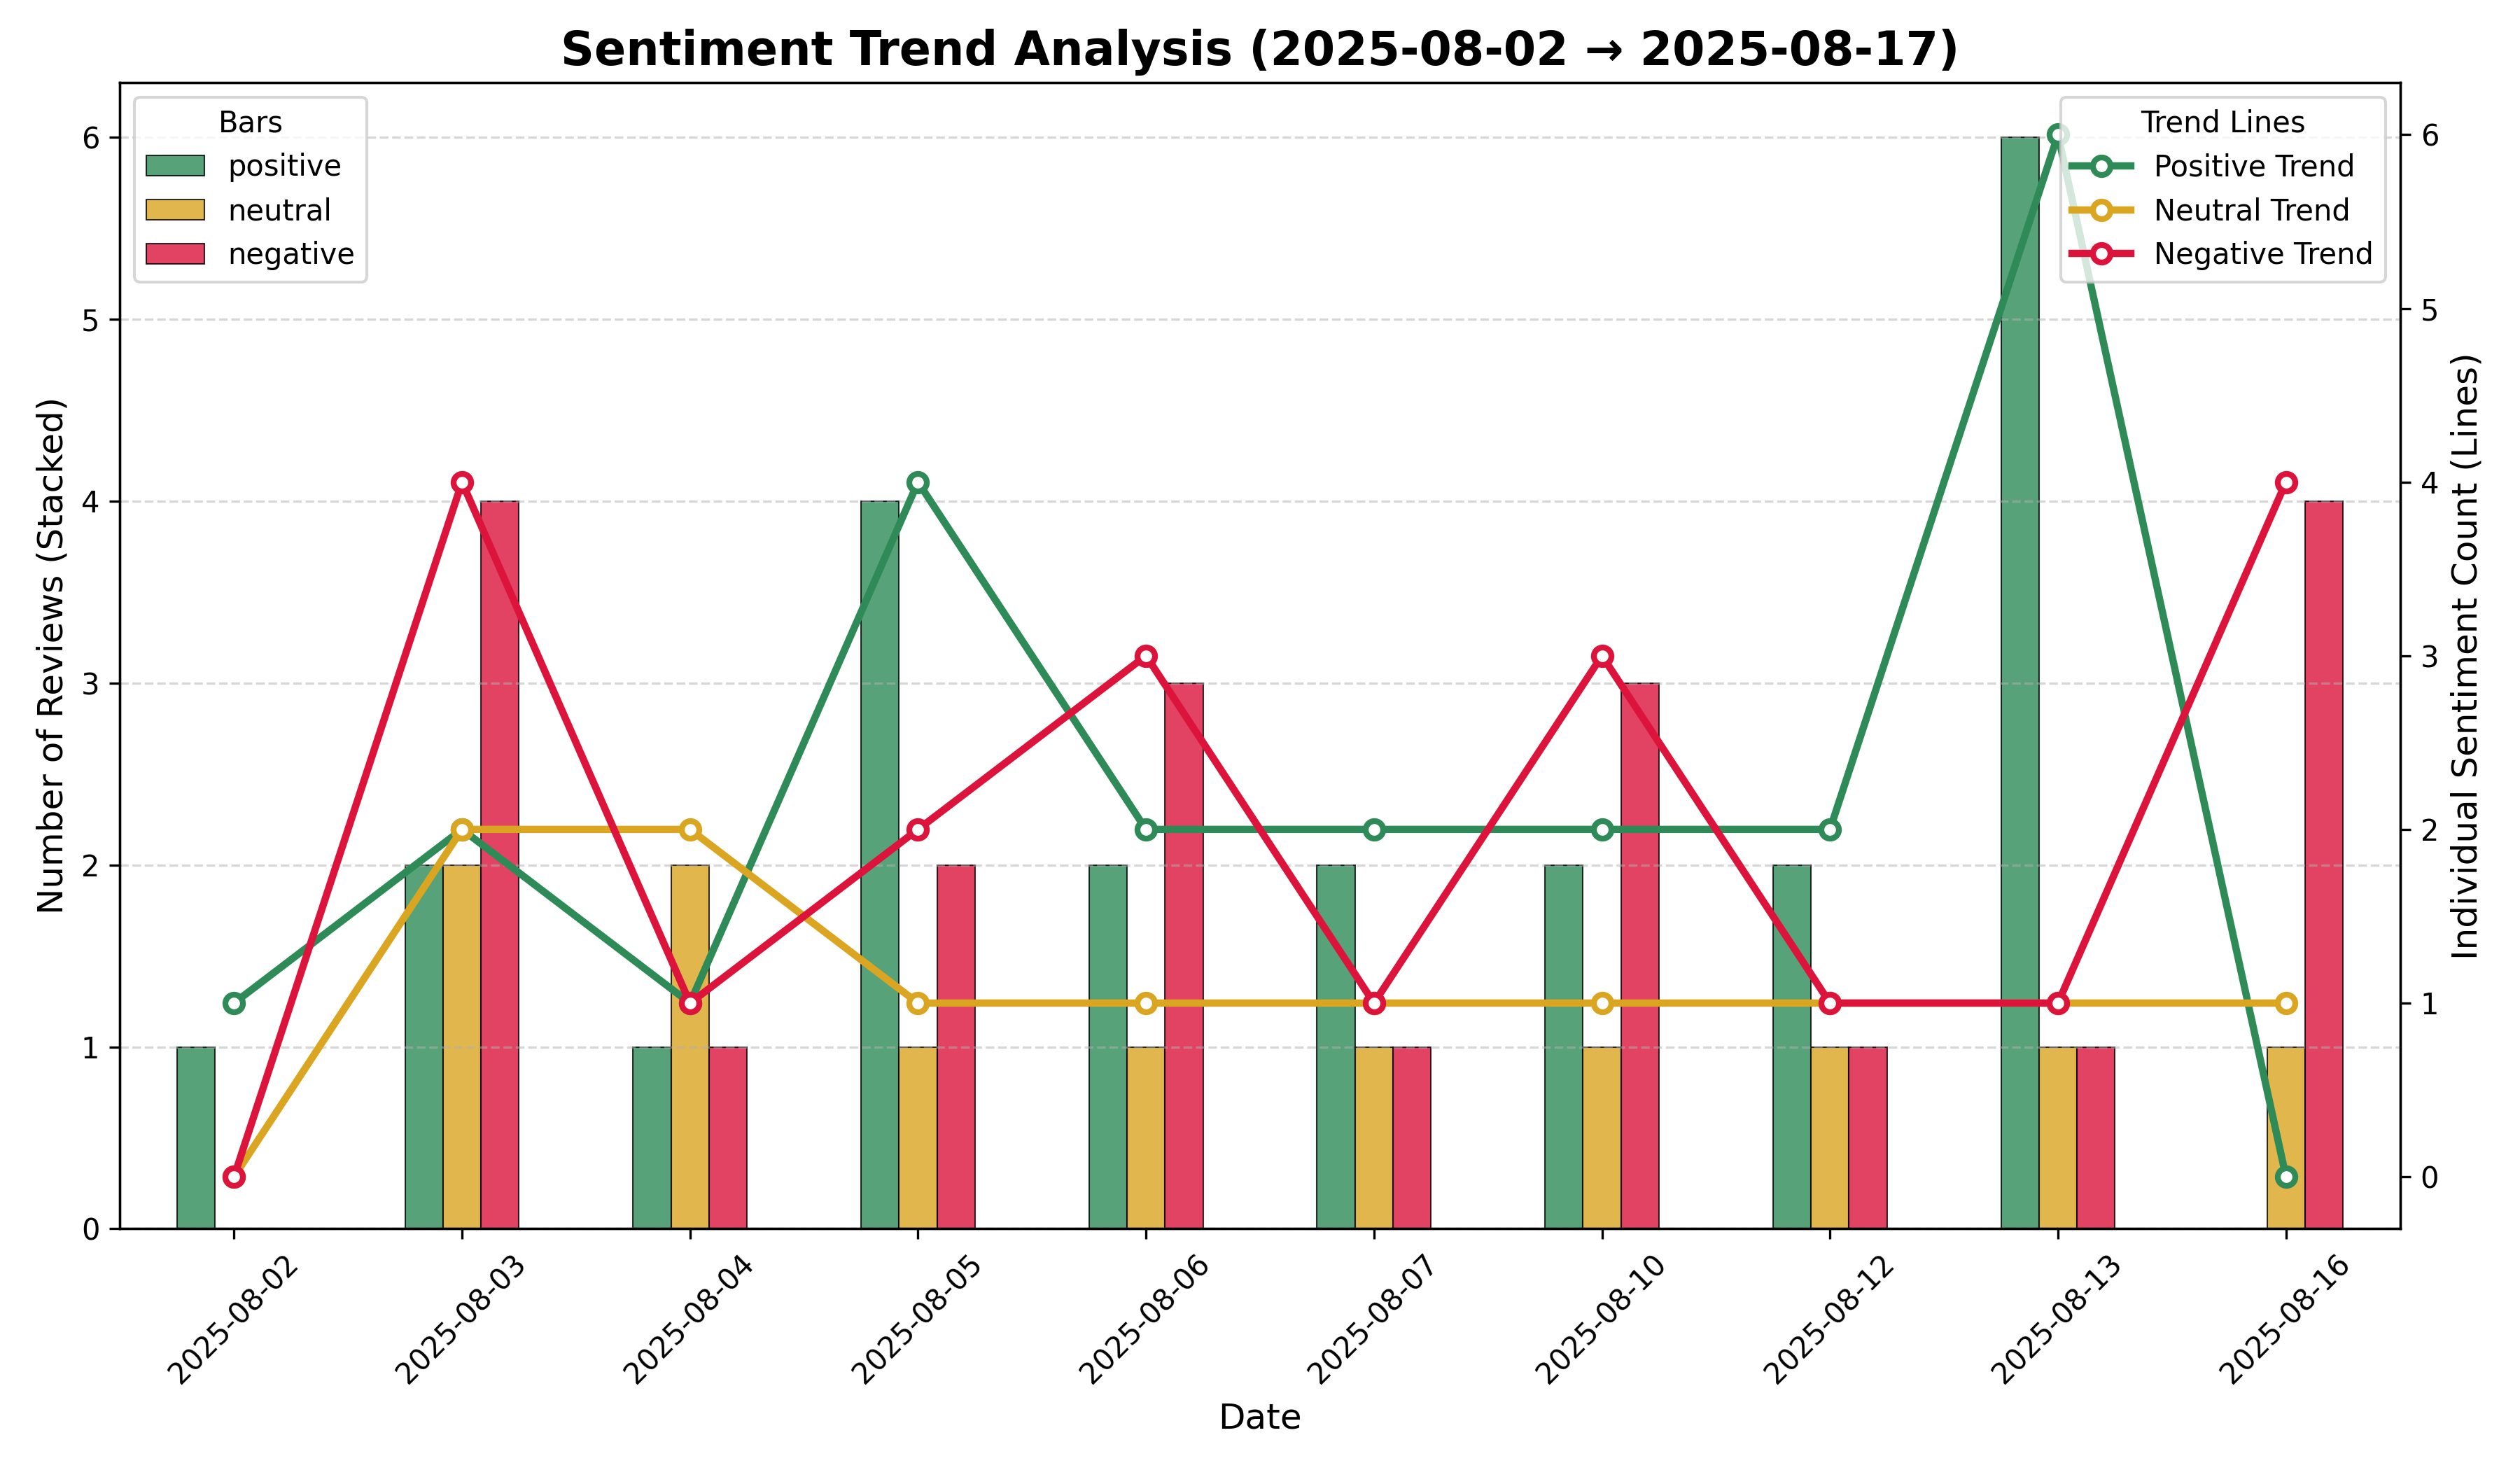 Sentiment Trend Analysis (2025-08-02 → 2025-08-17)
Bars
positive
neutral
negative
Trend Lines
Positive Trend
Neutral Trend
Negative Trend
Number of Reviews (Stacked)
6
5
4
3
2
1
0
Individual Sentiment Count (Lines)
6
5
4
3
2
1
0
2025-08-02
2025-08-03
2025-08-04
2025-08-05
2025-08-06
2025-08-07
2025-08-10
2025-08-12
2025-08-13
2025-08-16
Date